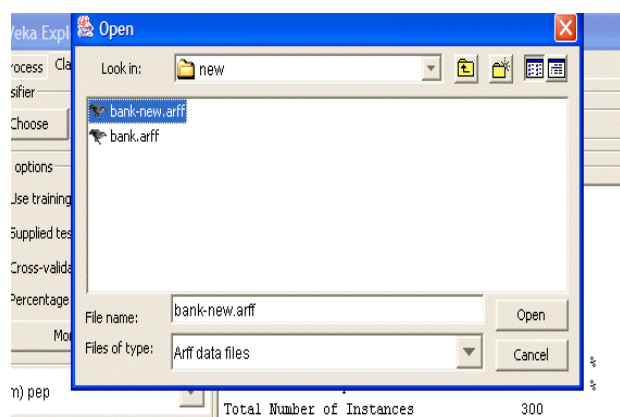 Weka Expl
Open
rocess Cla
Look in:
new
sifier
Choose
bank-new.arff
bank.arff
options
Use training
Supplied tes
Cross-valida
Percentage
Mo
File name:
bank-new.arff
Open
Files of type:
Arff data files
Cancel
%
%
m) pep
Total Number of Instances 300